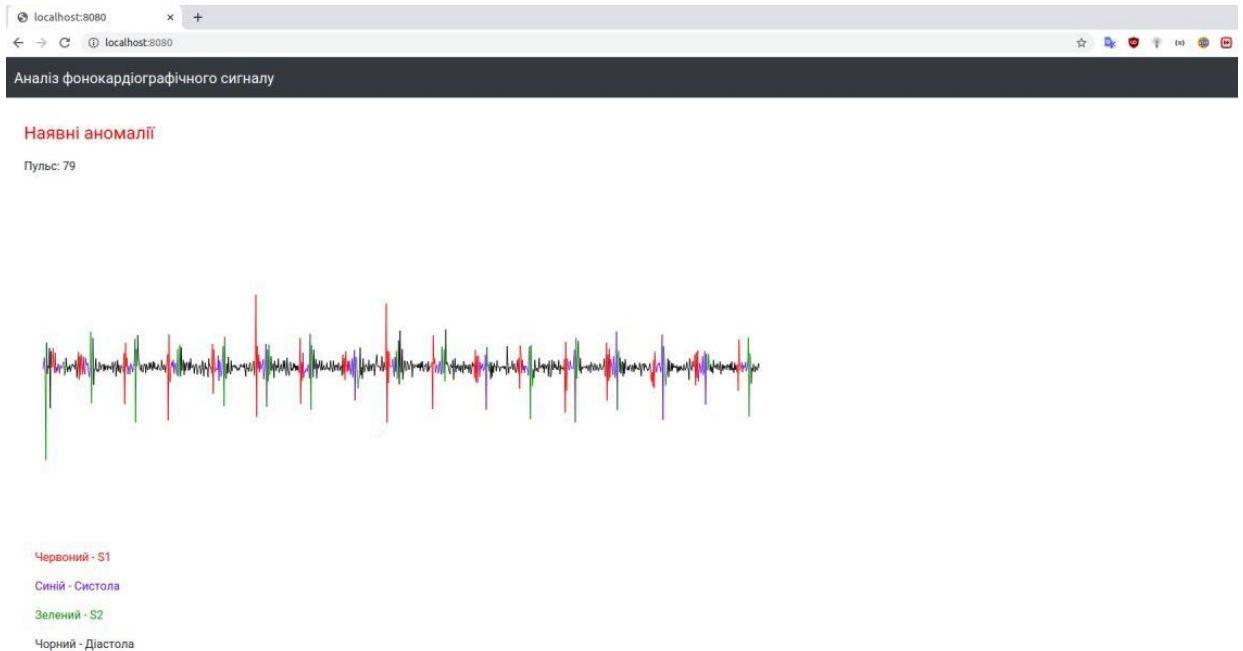 localhost:8080
localhost:8080
Аналіз фонокардіографічного сигналу
Наявні аномалії
Пульс: 79
Червоний - S1
Синій - Систола
Зелений - S2
Чорний - Діастола